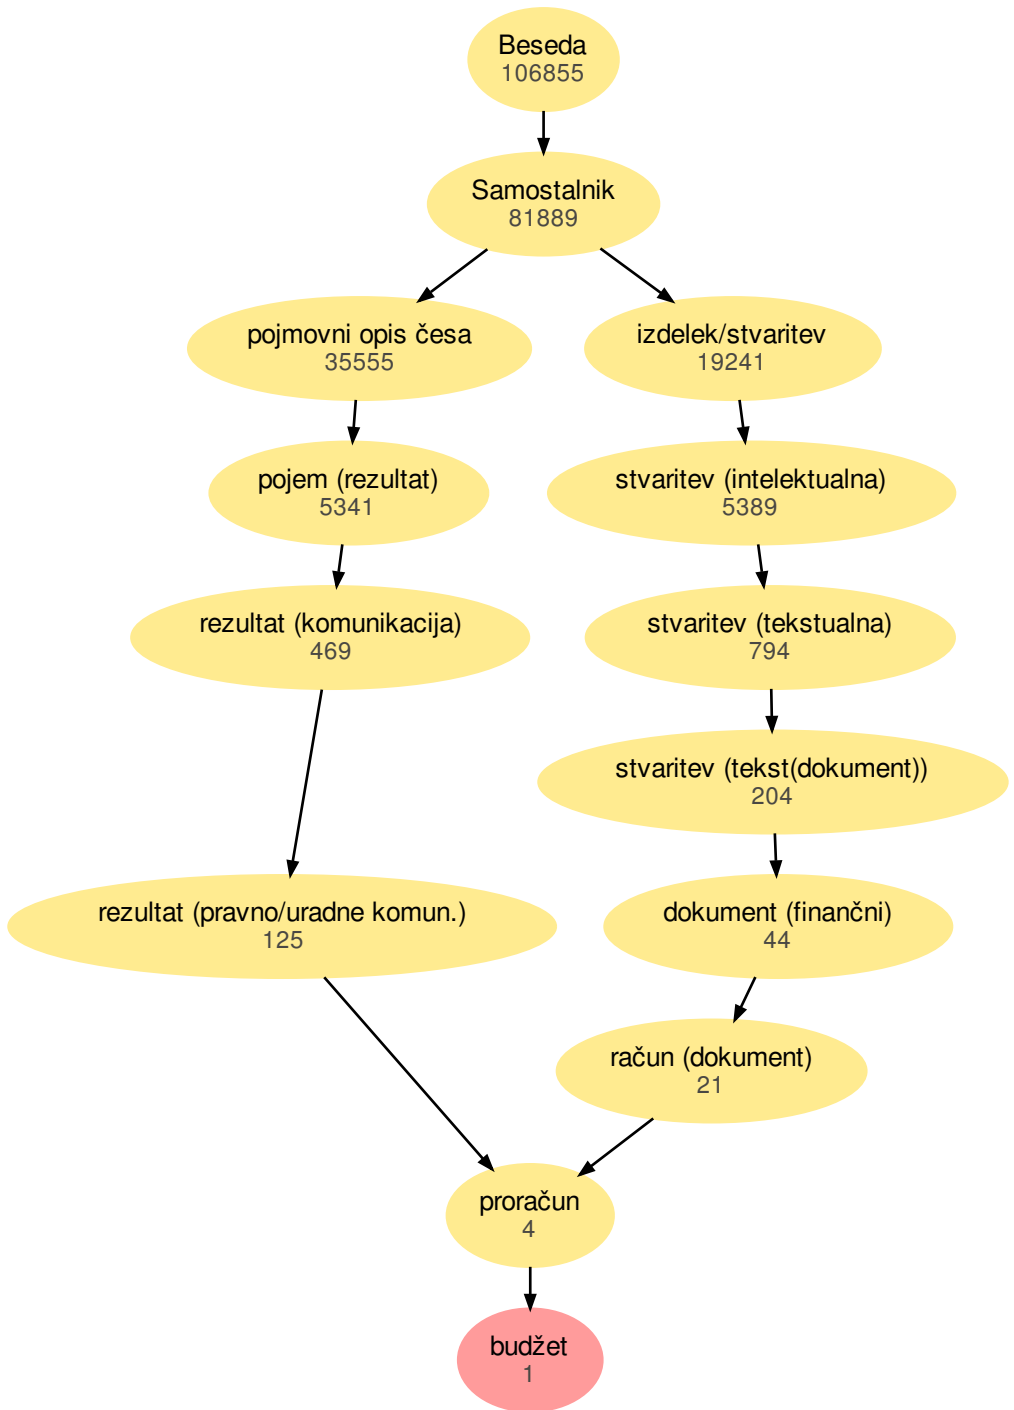 Beseda
106855
Samostalnik
81889
pojmovni opis česa
35555
izdelek/stvaritev
19241
pojem (rezultat)
5341
stvaritev (intelektualna)
5389
rezultat (komunikacija)
469
stvaritev (tekstualna)
794
stvaritev (tekst(dokument))
204
rezultat (pravno/uradne komun.)
125
dokument (finančni)
44
račun (dokument)
21
proračun
4
budžet
1